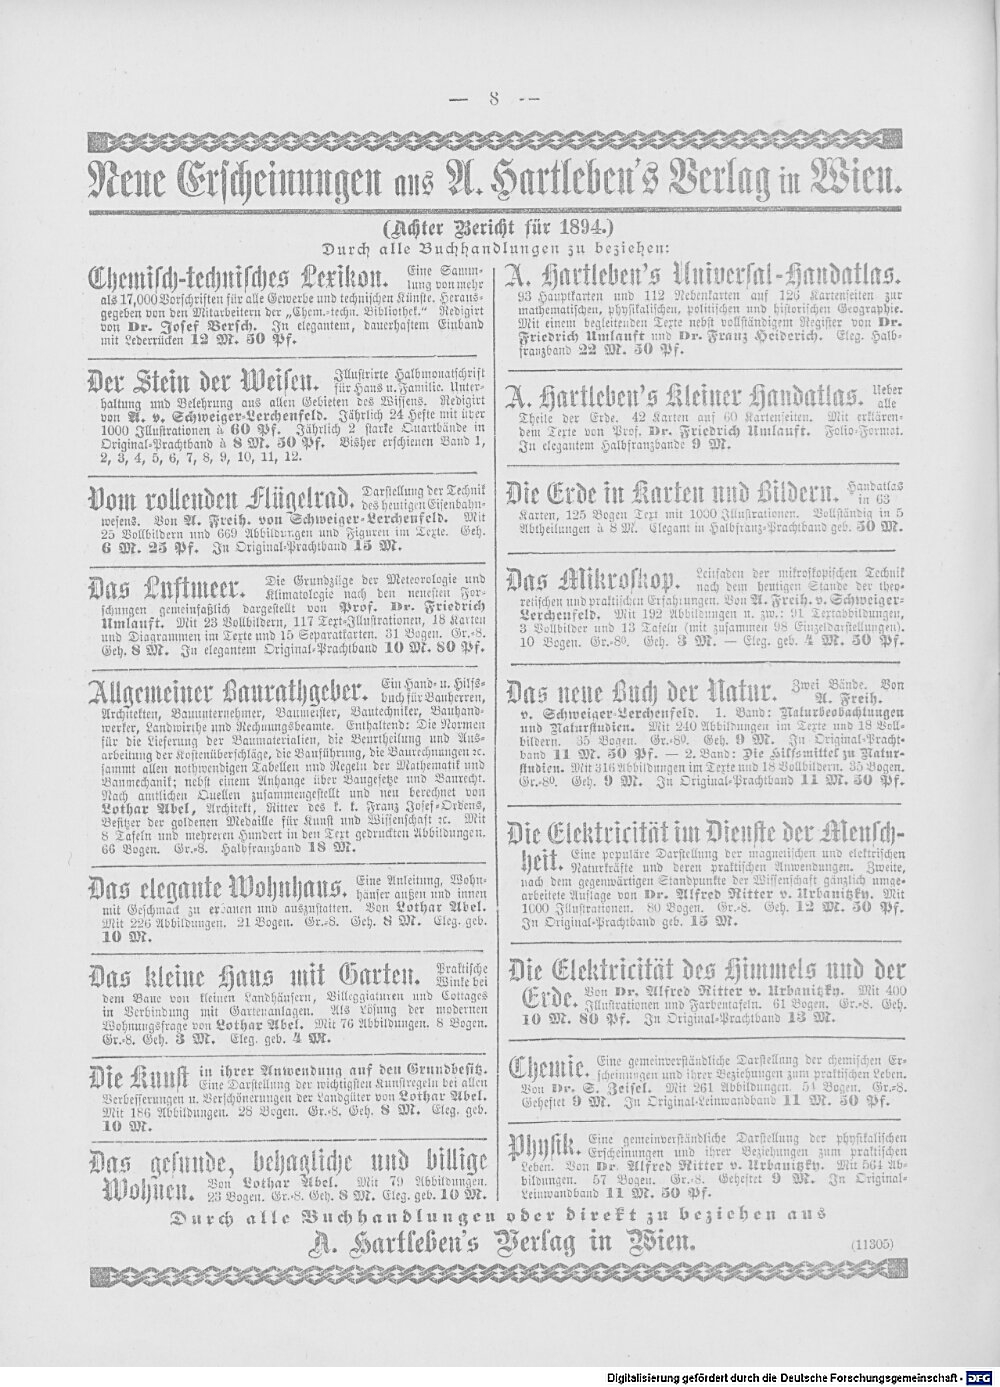 — 8 —
Neue Erscheinungen aus A. Hartleben's Verlag in Wien.
(Achter Bericht für 1894.)
Durch alle Buchhandlungen zu beziehen:
Chemisch-technisches Lexikon. Eine Samm-
lung von mehr
als 17,000 Vorschriften für alle Gewerbe und technischen Künste. Heraus-
gegeben von den Mitarbeitern der „Chem.-techn. Bibliothek.“ Redigirt
von Dr. Josef Bersch. In elegantem, dauerhaftem Einband
mit Lederrücken 12 M. 50 Pf.
Der Stein der Weisen. Illustrirte Halbmonatschrift
für Haus u. Familie. Unter-
haltung und Belehrung aus allen Gebieten des Wissens. Redigirt
von A. v. Schweiger-Lerchenfeld. Jährlich 24 Hefte mit über
1000 Illustrationen à 60 Pf. Jährlich 2 starke Quartbände in
Original-Prachtband à 8 M. 50 Pf. Bisher erschienen Band 1,
2, 3, 4, 5, 6, 7, 8, 9, 10, 11, 12.
Vom rollenden Flügelrad. Darstellung der Technik
des heutigen Eisenbahn-
wesens. Von A. Freih. von Schweiger-Lerchenfeld. Mit
25 Vollbildern und 669 Abbildungen und Figuren im Texte. Geh.
6 M. 25 Pf. In Original-Prachtband 15 M.
Das Luftmeer. Die Grundzüge der Meteorologie und
Klimatologie nach den neuesten For-
schungen gemeinfaßlich dargestellt von Prof. Dr. Friedrich
Umlauft. Mit 23 Vollbildern, 117 Text-Illustrationen, 18 Karten
und Diagrammen im Texte und 15 Separatkarten. 31 Bogen. Gr.-8.
Geh. 8 M. In elegantem Original-Prachtband 10 M. 80 Pf.
Allgemeiner Baurathgeber. Ein Hand- u. Hilfs-
buch für Bauherren,
Architekten, Bauunternehmer, Baumeister, Bautechniker, Bauhand-
werker, Landwirthe und Rechnungsbeamte. Enthaltend: Die Normen
für die Lieferung der Baumaterialien, die Beurtheilung und Aus-
arbeitung der Kostenüberschläge, die Bauführung, die Baurechnungen ꝛc.
sammt allen nothwendigen Tabellen und Regeln der Mathematik und
Baumechanik; nebst einem Anhange über Baugesetze und Baurecht.
Nach amtlichen Quellen zusammengestellt und neu berechnet von
Lothar Abel, Architekt, Ritter des k. k. Franz Josef-Ordens,
Besitzer der goldenen Medaille für Kunst und Wissenschaft ꝛc. Mit
8 Tafeln und mehreren Hundert in den Text gedruckten Abbildungen.
66 Bogen. Gr.-8. Halbfranzband 18 M.
Das elegante Wohnhaus. Eine Anleitung, Wohn-
häuser außen und innen
mit Geschmack zu erbauen und auszustatten. Von Lothar Abel.
Mit 226 Abbildungen. 21 Bogen. Gr.-8. Geh. 8 M. Eleg. geb.
10 M.
Das kleine Haus mit Garten. Praktische
Winke bei
dem Baue von kleinen Landhäusern, Villeggiaturen und Cottages
in Verbindung mit Gartenanlagen. Als Lösung der modernen
Wohnungsfrage von Lothar Abel. Mit 76 Abbildungen. 8 Bogen.
Gr.-8. Geh. 3 M. Eleg. geb. 4 M.
Die Kunst in ihrer Anwendung auf den Grundbesitz.
Eine Darstellung der wichtigsten Kunstregeln bei allen
Verbesserungen u. Verschönerungen der Landgüter von Lothar Abel.
Mit 186 Abbildungen. 28 Bogen. Gr.-8. Geh. 8 M. Eleg. geb.
10 M.
Das gesunde, behagliche und billige
Wohnen. Von Lothar Abel. Mit 79 Abbildungen.
23 Bogen. Gr.-8. Geh. 8 M. Eleg. geb. 10 M.
A. Hartleben's Universal-Handatlas.
93 Hauptkarten und 112 Nebenkarten auf 126 Kartenseiten zur
mathematischen, physikalischen, politischen und historischen Geographie.
Mit einem begleitenden Texte nebst vollständigem Register von Dr.
Friedrich Umlauft und Dr. Franz Heiderich. Eleg. Halb-
franzband 22 M. 50 Pf.
A. Hartleben's Kleiner Handatlas. Ueber
alle
Theile der Erde. 42 Karten auf 60 Kartenseiten. Mit erklären-
dem Texte von Prof. Dr. Friedrich Umlauft. Folio-Format.
In elegantem Halbfranzbande 9 M.
Die Erde in Karten und Bildern. Handatlas
in 63
Karten, 125 Bogen Text mit 1000 Illustrationen. Vollständig in 5
Abtheilungen à 8 M. Elegant in Halbfranz-Prachtband geb. 50 M.
Das Mikroskop. Leitfaden der mikroskopischen Technik
nach dem heutigen Stande der theo-
retischen und praktischen Erfahrungen. Von A. Freih. v. Schweiger-
Lerchenfeld. Mit 192 Abbildungen u. zw.: 91 Textabbildungen,
3 Vollbilder und 13 Tafeln (mit zusammen 98 Einzeldarstellungen).
10 Bogen. Gr.-8º. Geh. 3 M. — Eleg. geb. 4 M. 50 Pf.
Das neue Buch der Natur. Zwei Bände. Von
A. Freih.
v. Schweiger-Lerchenfeld. 1. Band: Naturbeobachtungen
und Naturstudien. Mit 240 Abbildungen im Texte und 18 Voll-
bildern. 35 Bogen. Gr.-8º. Geh. 9 M. In Original-Pracht-
band 11 M. 50 Pf. — 2. Band: Die Hilfsmittel zu Natur-
studien. Mit 316 Abbildungen im Texte und 18 Vollbildern. 35 Bogen.
Gr.-8º. Geh. 9 M. In Original-Prachtband 11 M. 50 Pf.
Die Elektricität im Dienste der Mensch-
heit. Eine populäre Darstellung der magnetischen und elektrischen
Naturkräfte und deren praktischen Anwendungen. Zweite,
nach dem gegenwärtigen Standpunkte der Wissenschaft gänzlich umge-
arbeitete Auflage von Dr. Alfred Ritter v. Urbanitzky. Mit
1000 Illustrationen. 80 Bogen. Gr.-8. Geh. 12 M. 50 Pf.
In Original-Prachtband geb. 15 M.
Die Elektricität des Himmels und der
Erde. Von Dr. Alfred Ritter v. Urbanitzky. Mit 400
Illustrationen und Farbentafeln. 61 Bogen. Gr.-8. Geh.
10 M. 80 Pf. In Original-Prachtband 13 M.
Chemie. Eine gemeinverständliche Darstellung der chemischen Er-
scheinungen und ihrer Beziehungen zum praktischen Leben.
Von Dr. S. Zeisel. Mit 261 Abbildungen. 51 Bogen. Gr.-8.
Geheftet 9 M. In Original-Leinwandband 11 M. 50 Pf.
Physik. Eine gemeinverständliche Darstellung der physikalischen
Erscheinungen und ihrer Beziehungen zum praktischen
Leben. Von Dr. Alfred Ritter v. Urbanitzky. Mit 564 Ab-
bildungen. 57 Bogen. Gr.-8. Geheftet 9 M. In Original-
Leinwandband 11 M. 50 Pf.
Durch alle Buchhandlungen oder direkt zu beziehen aus
A. Hartleben's Verlag in Wien.
(11305)
Digitalisierung gefördert durch die Deutsche Forschungsgemeinschaft - DFG